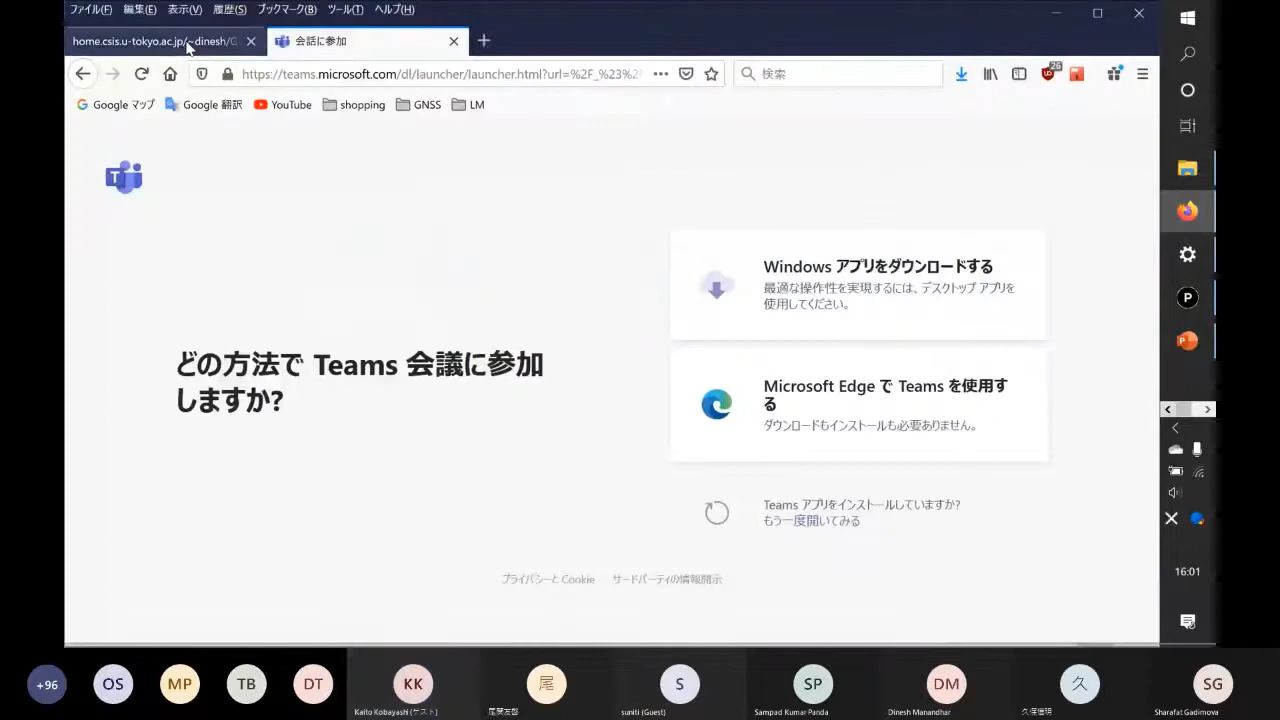 ファイル(F) 編集(E) 表示(V) 履歴(S) ブックマーク(B) ツール(T) ヘルプ(H)
home.csis.u-tokyo.ac.jp/~dinesh/G
会話に参加
https://teams.microsoft.com/dl/launcher/launcher.html?url=%2F_%23%2
検索
26
Google マップ Google 翻訳 YouTube shopping GNSS LM
T
どの方法で Teams 会議に参加
しますか?
Windows アプリをダウンロードする
最適な操作性を実現するには、デスクトップ アプリを
使用してください。
Microsoft Edge で Teams を使用す
る
ダウンロードもインストールも必要ありません。
Teams アプリをインストールしていますか?
もう一度開いてみる
プライバシーと Cookie サードパーティの情報開示
P
P
16:01
+96 OS MP TB DT KK 尾 S SP DM 久 SG
Kaito Kobayashi (ゲスト) 尾関友啓 suniti (Guest) Sampad Kumar Panda Dinesh Manandhar 久保信明 Sharafat Gadimova